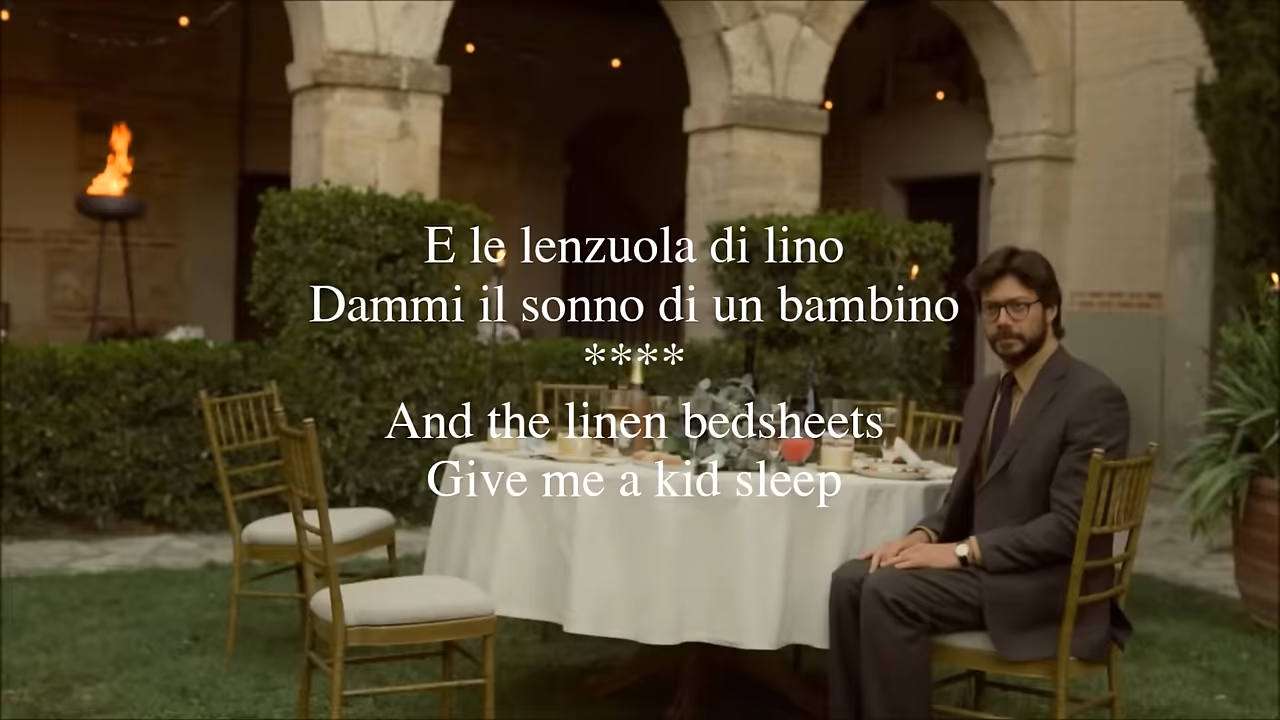 E le lenzuola di lino
Dammi il sonno di un bambino
****
And the linen bedsheets
Give me a kid sleep